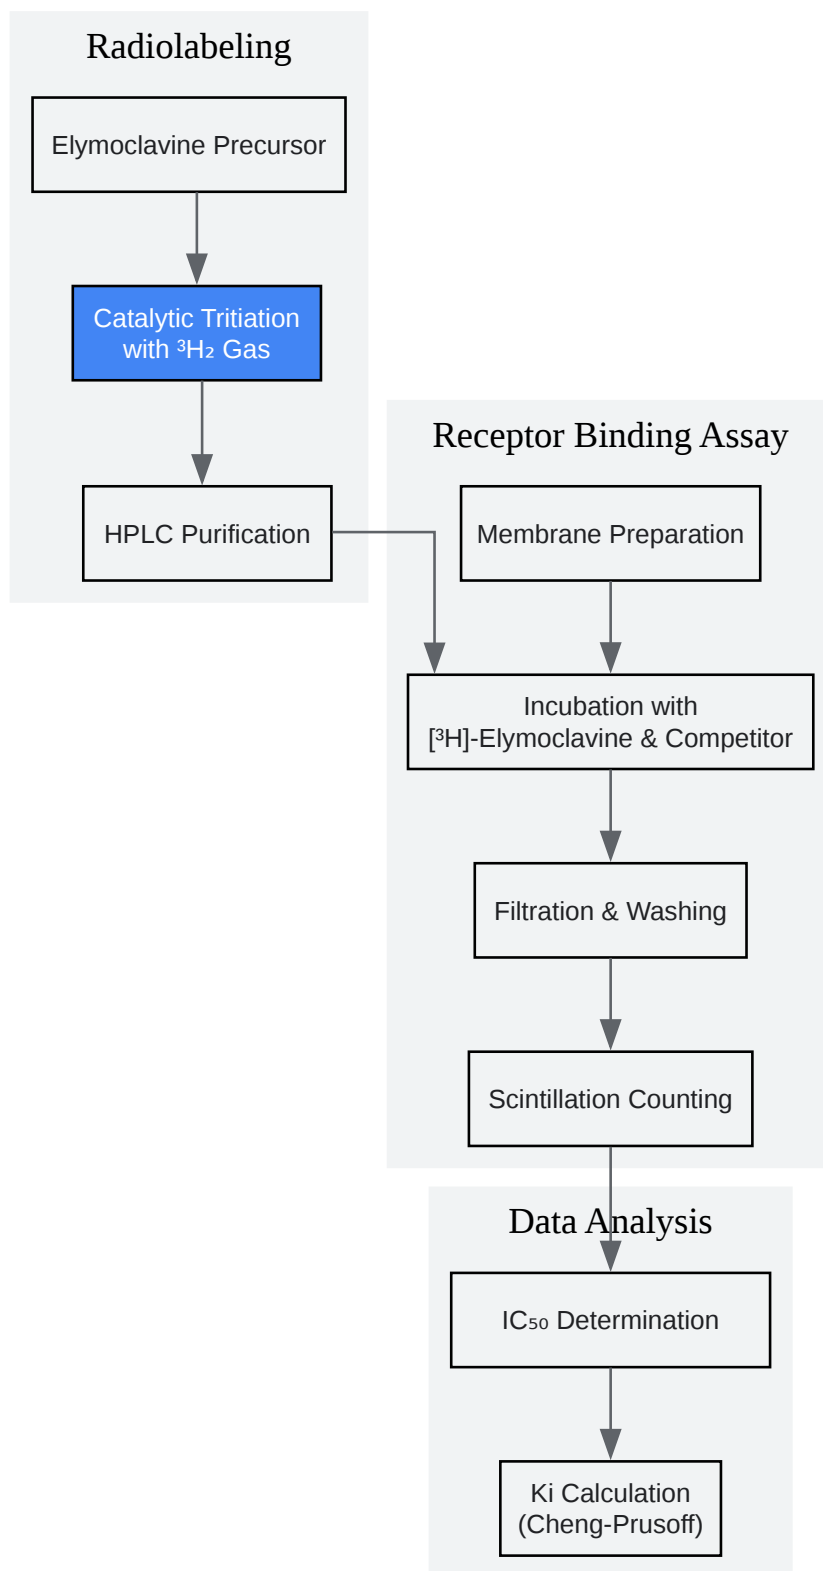 Radiolabeling
Elymoclavine Precursor
Catalytic Tritiation
with ³H₂ Gas
HPLC Purification
Receptor Binding Assay
Membrane Preparation
Incubation with
[³H]-Elymoclavine & Competitor
Filtration & Washing
Scintillation Counting
Data Analysis
IC₅₀ Determination
Ki Calculation
(Cheng-Prusoff)